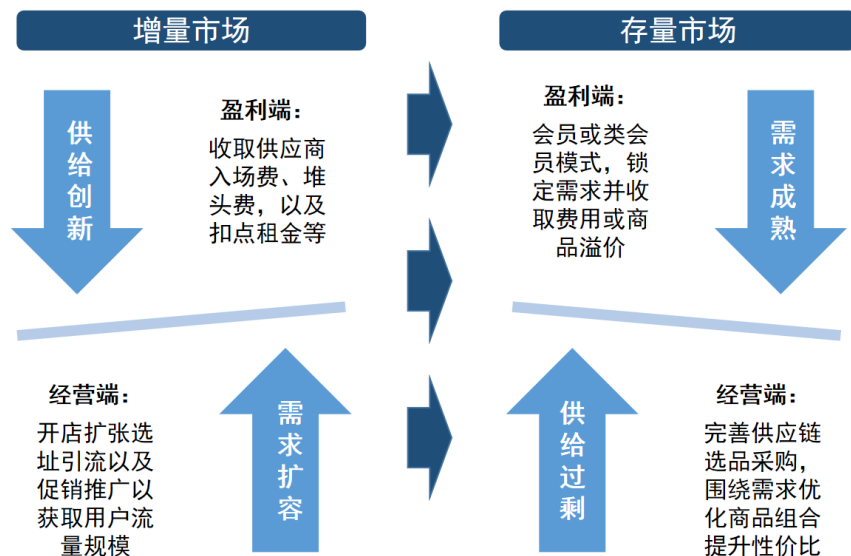 增量市场
供给创新
盈利端：
收取供应商
入场费、堆
头费，以及
扣点租金等
经营端：
开店扩张选
址引流以及
促销推广以
获取用户流
量规模
需求扩容
存量市场
盈利端：
会员或类会
员模式，锁
定需求并收
取费用或商
品溢价
需求成熟
供给过剩
经营端：
完善供应链
选品采购，
围绕需求优
化商品组合
提升性价比